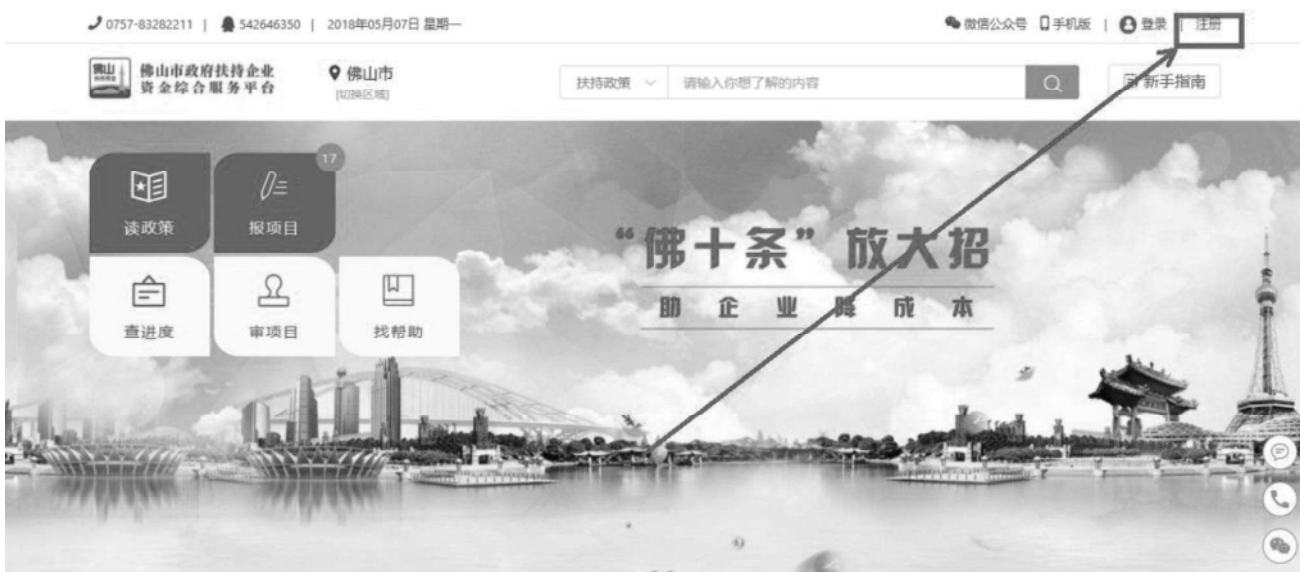 0757-83282211 | 542646350 | 2018年05月07日 星期一
微信公众号 手机版 | 登录 | 注册
佛山
佛山市政府扶持企业
资金综合服务平台
佛山市
[切换区域]
扶持政策
请输入你想了解的内容
新手指南
17
读政策
报项目
查进度
审项目
找帮助
“佛十条”放大招
助企业降成本